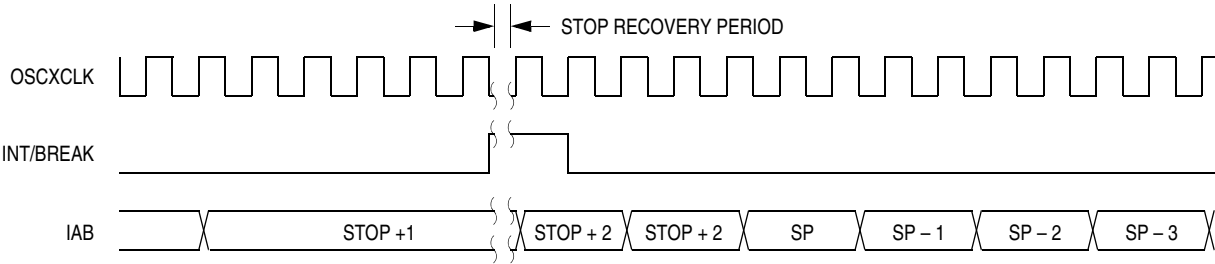 STOP RECOVERY PERIOD
OSCXCLK
INT/BREAK
IAB
STOP +1
STOP + 2
STOP + 2
SP
SP – 1
SP – 2
SP – 3